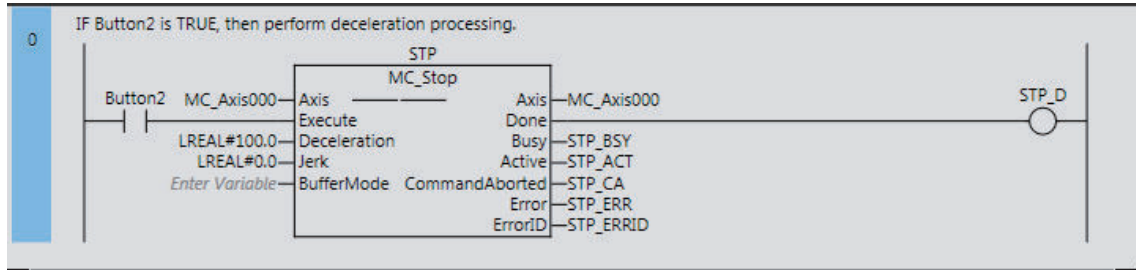 IF Button2 is TRUE, then perform deceleration processing.
0
STP
MC_Stop
Button2 MC_Axis000 Axis Axis MC_Axis000 STP_D
Execute Done
LREAL#100.0 Deceleration Busy STP_BSY
LREAL#0.0 Jerk Active STP_ACT
Enter Variable BufferMode CommandAborted STP_CA
Error STP_ERR
ErrorID STP_ERRID